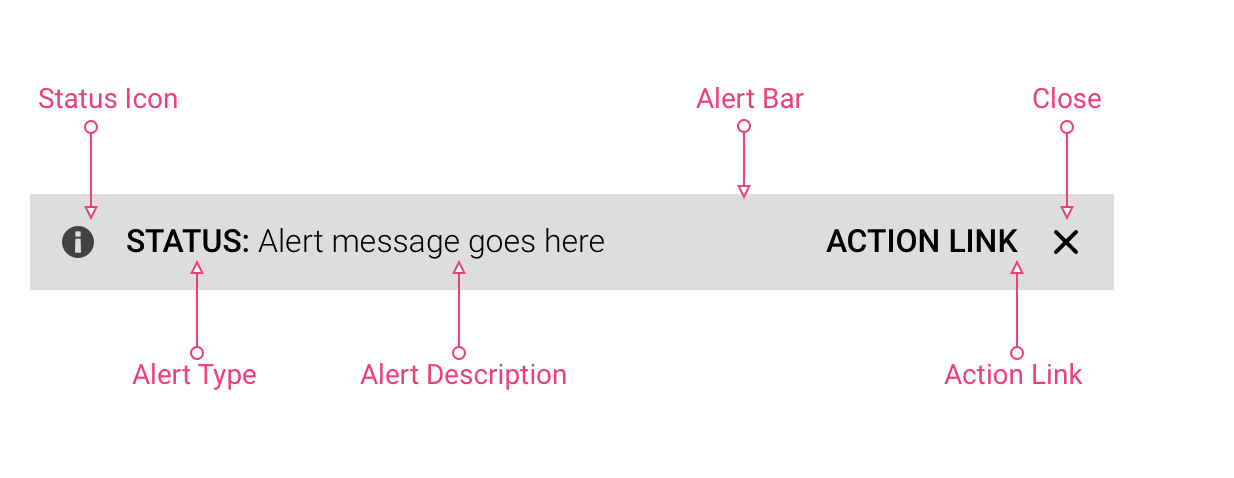 Status Icon Alert Bar Close
STATUS: Alert message goes here ACTION LINK
Alert Type Alert Description Action Link